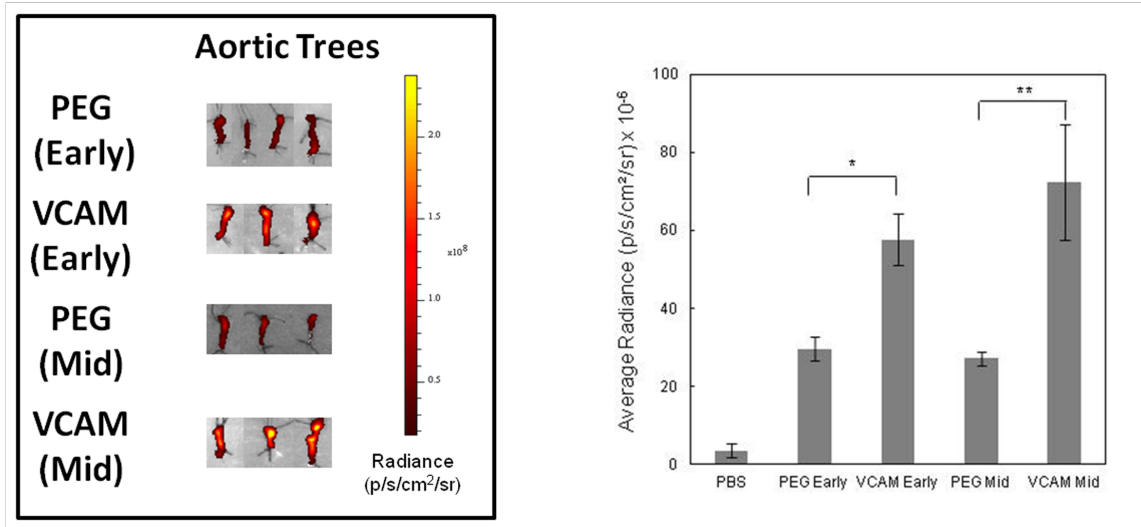 Aortic Trees
PEG
(Early)
VCAM
(Early)
PEG
(Mid)
VCAM
(Mid)
2.0
1.5
x10⁸
1.0
0.5
Radiance
(p/s/cm²/sr)
Average Radiance (p/s/cm²/sr) x 10⁻⁶
100
80
60
40
20
0
*
**
PBS
PEG Early
VCAM Early
PEG Mid
VCAM Mid